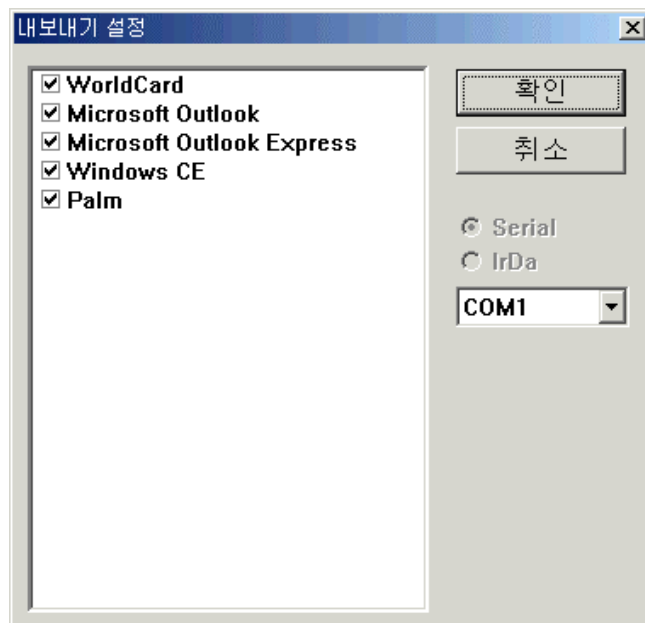 내보내기 설정
WorldCard
Microsoft Outlook
Microsoft Outlook Express
Windows CE
Palm
확인
취소
Serial
IrDa
COM1